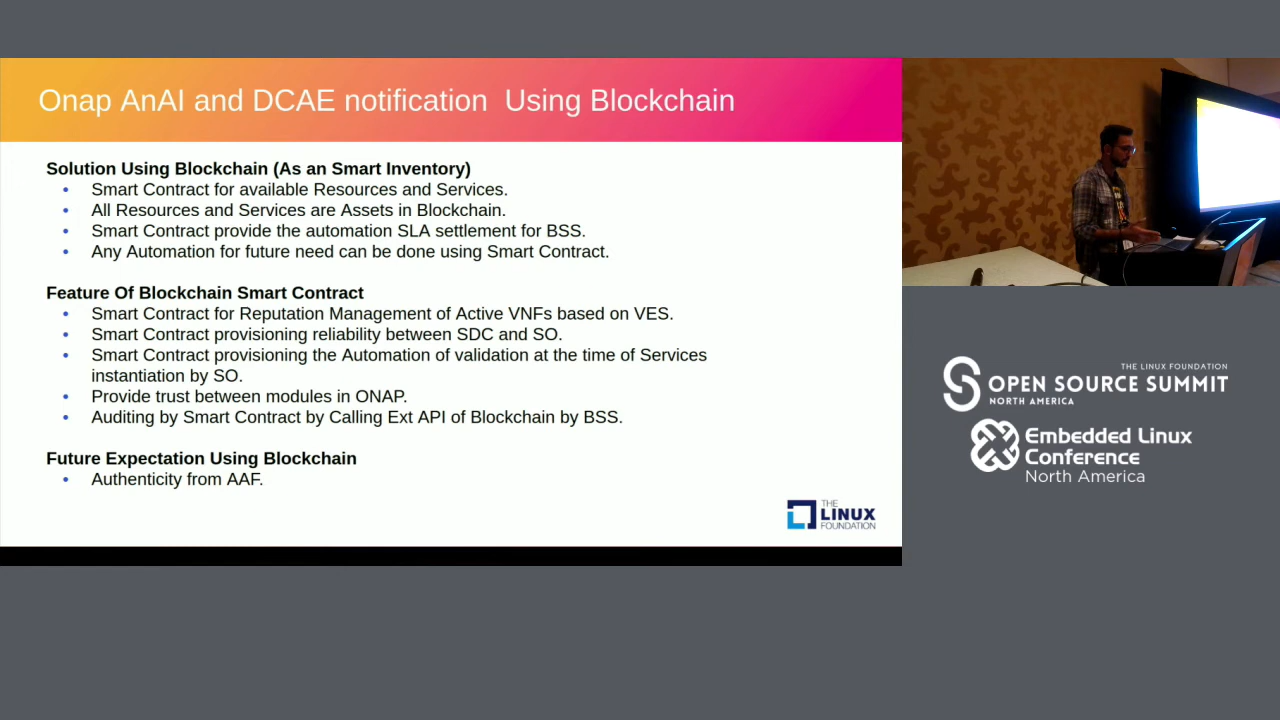 Onap AnAI and DCAE notification Using Blockchain
Solution Using Blockchain (As an Smart Inventory)
• Smart Contract for available Resources and Services.
• All Resources and Services are Assets in Blockchain.
• Smart Contract provide the automation SLA settlement for BSS.
• Any Automation for future need can be done using Smart Contract.
Feature Of Blockchain Smart Contract
• Smart Contract for Reputation Management of Active VNFs based on VES.
• Smart Contract provisioning reliability between SDC and SO.
• Smart Contract provisioning the Automation of validation at the time of Services
instantiation by SO.
• Provide trust between modules in ONAP.
• Auditing by Smart Contract by Calling Ext API of Blockchain by BSS.
Future Expectation Using Blockchain
• Authenticity from AAF.
THE
LINUX
FOUNDATION
THE LINUX FOUNDATION
OPEN SOURCE SUMMIT
NORTH AMERICA
Embedded Linux
Conference
North America